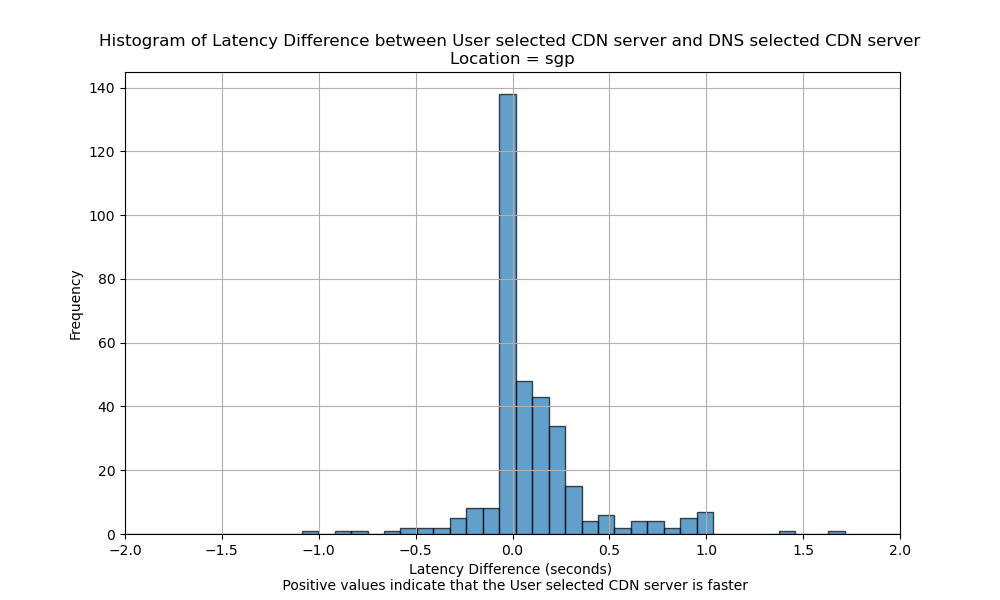 Histogram of Latency Difference between User selected CDN server and DNS selected CDN server
Location = sgp
140
120
100
80
60
40
20
0
Frequency
−2.0 −1.5 −1.0 −0.5 0.0 0.5 1.0 1.5 2.0
Latency Difference (seconds)
Positive values indicate that the User selected CDN server is faster